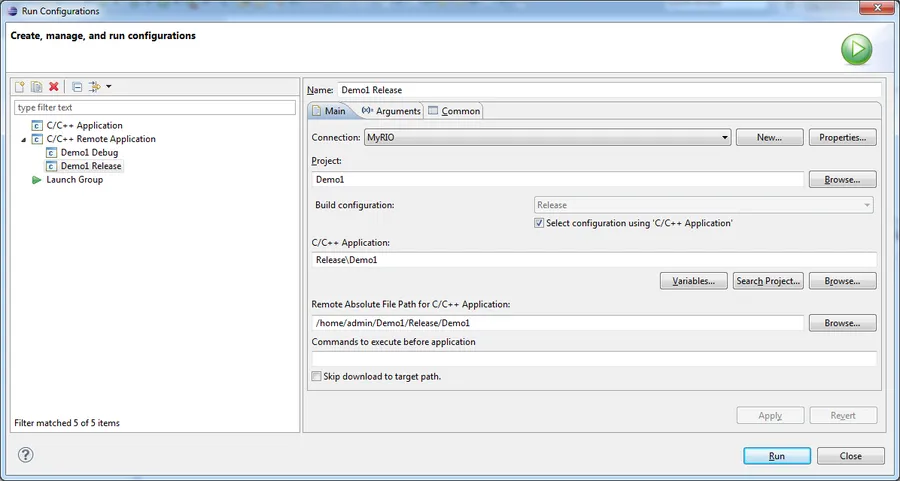 Run Configurations
Create, manage, and run configurations
type filter text
C/C++ Application
C/C++ Remote Application
Demo1 Debug
Demo1 Release
Launch Group
Filter matched 5 of 5 items
Name: Demo1 Release
Main Arguments Common
Connection: MyRIO New... Properties...
Project:
Demo1 Browse...
Build configuration: Release
Select configuration using 'C/C++ Application'
C/C++ Application:
Release\Demo1
Variables... Search Project... Browse...
Remote Absolute File Path for C/C++ Application:
/home/admin/Demo1/Release/Demo1 Browse...
Commands to execute before application
Skip download to target path.
Apply Revert
Run Close